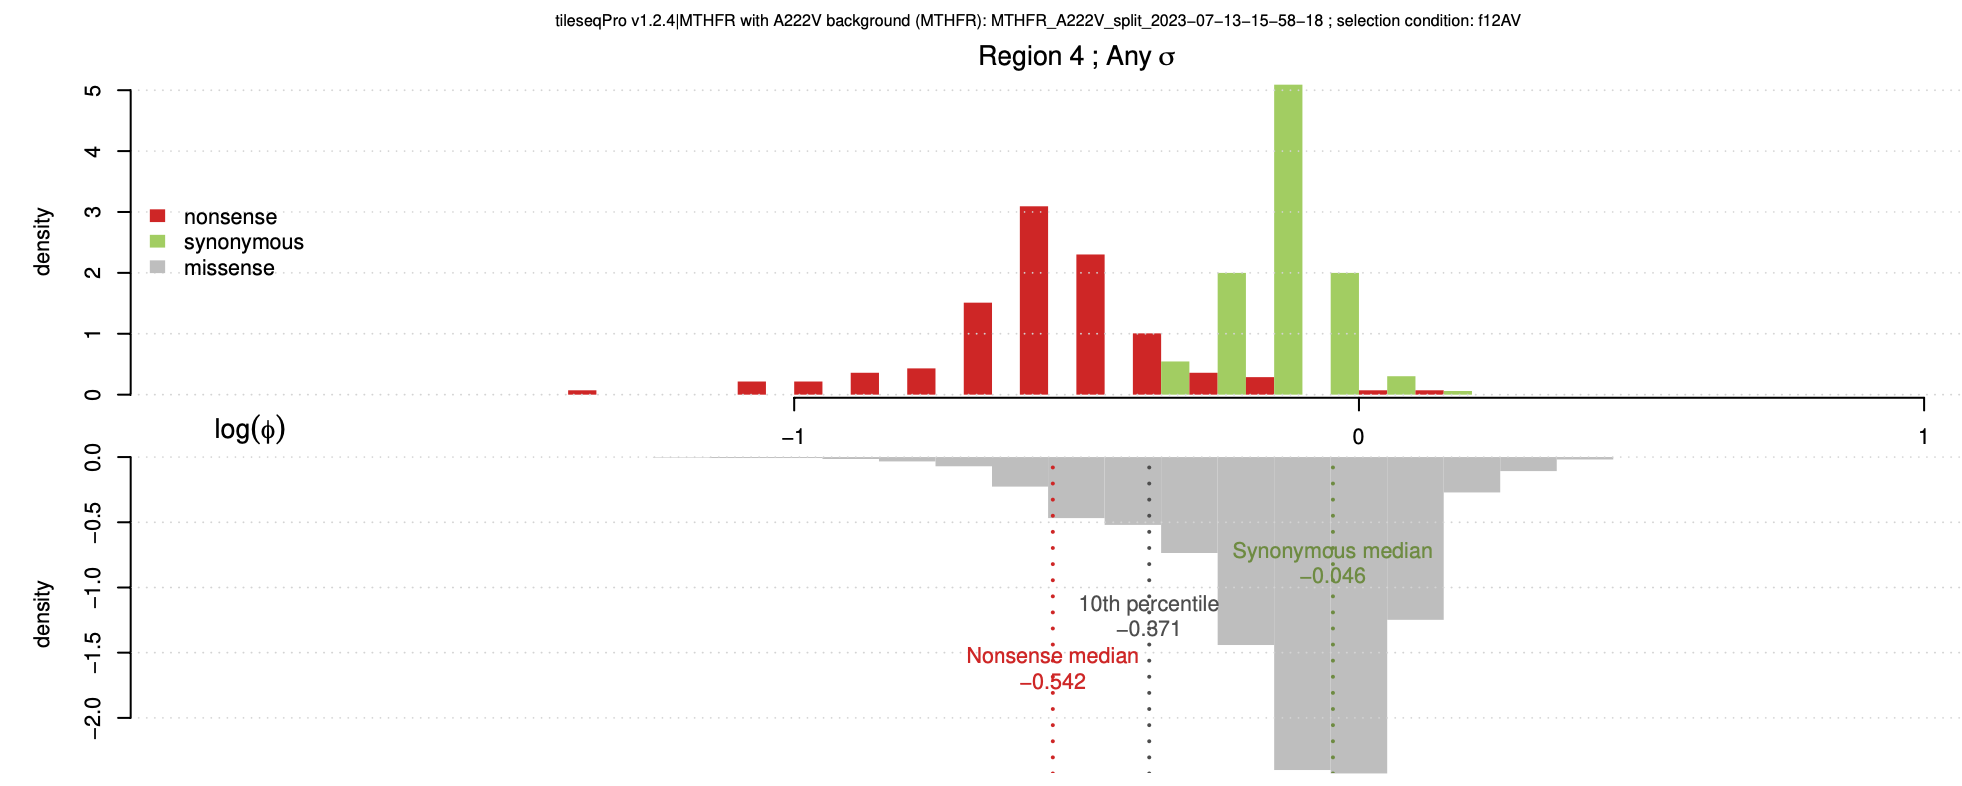 tileseqPro v1.2.4|MTHFR with A222V background (MTHFR): MTHFR_A222V_split_2023−07−13−15−58−18 ; selection condition: f12AV
Region 4 ; Any σ
density
5
4
3
2
1
0
nonsense
synonymous
missense
log(ϕ)
−1
0
1
density
0.0
−0.5
−1.0
−1.5
−2.0
Synonymous median
−0.046
10th percentile
−0.371
Nonsense median
−0.542